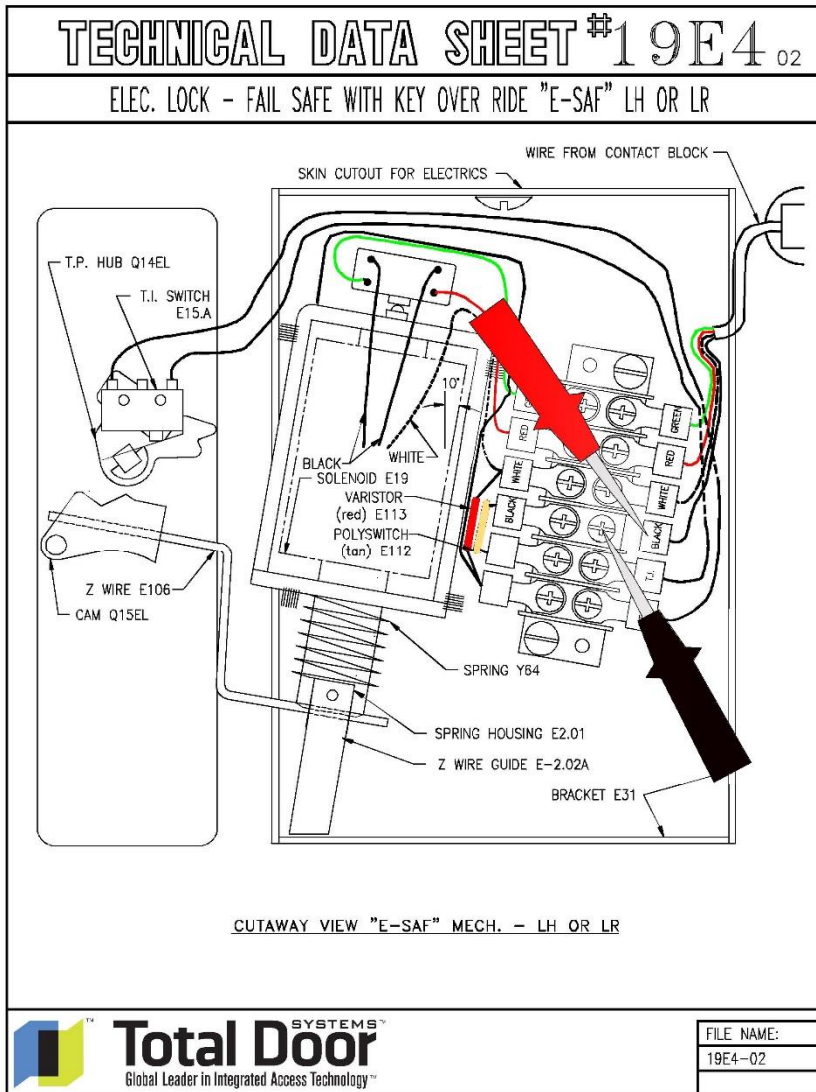 TECHNICAL DATA SHEET #19E4 02
ELEC. LOCK - FAIL SAFE WITH KEY OVER RIDE "E-SAF" LH OR LR
WIRE FROM CONTACT BLOCK
SKIN CUTOUT FOR ELECTRICS
T.P. HUB Q14EL
T.I. SWITCH
E15.A
10°
GREEN
RED
RED
WHITE
WHITE
BLACK
BLACK
T.I.
BLACK
WHITE
SOLENOID E19
VARISTOR
(red) E113
POLYSWITCH
(tan) E112
Z WIRE E106
CAM Q15EL
SPRING Y64
SPRING HOUSING E2.01
Z WIRE GUIDE E-2.02A
BRACKET E31
CUTAWAY VIEW "E-SAF" MECH. - LH OR LR
Total Door SYSTEMS™
Global Leader in Integrated Access Technology™
FILE NAME:
19E4-02